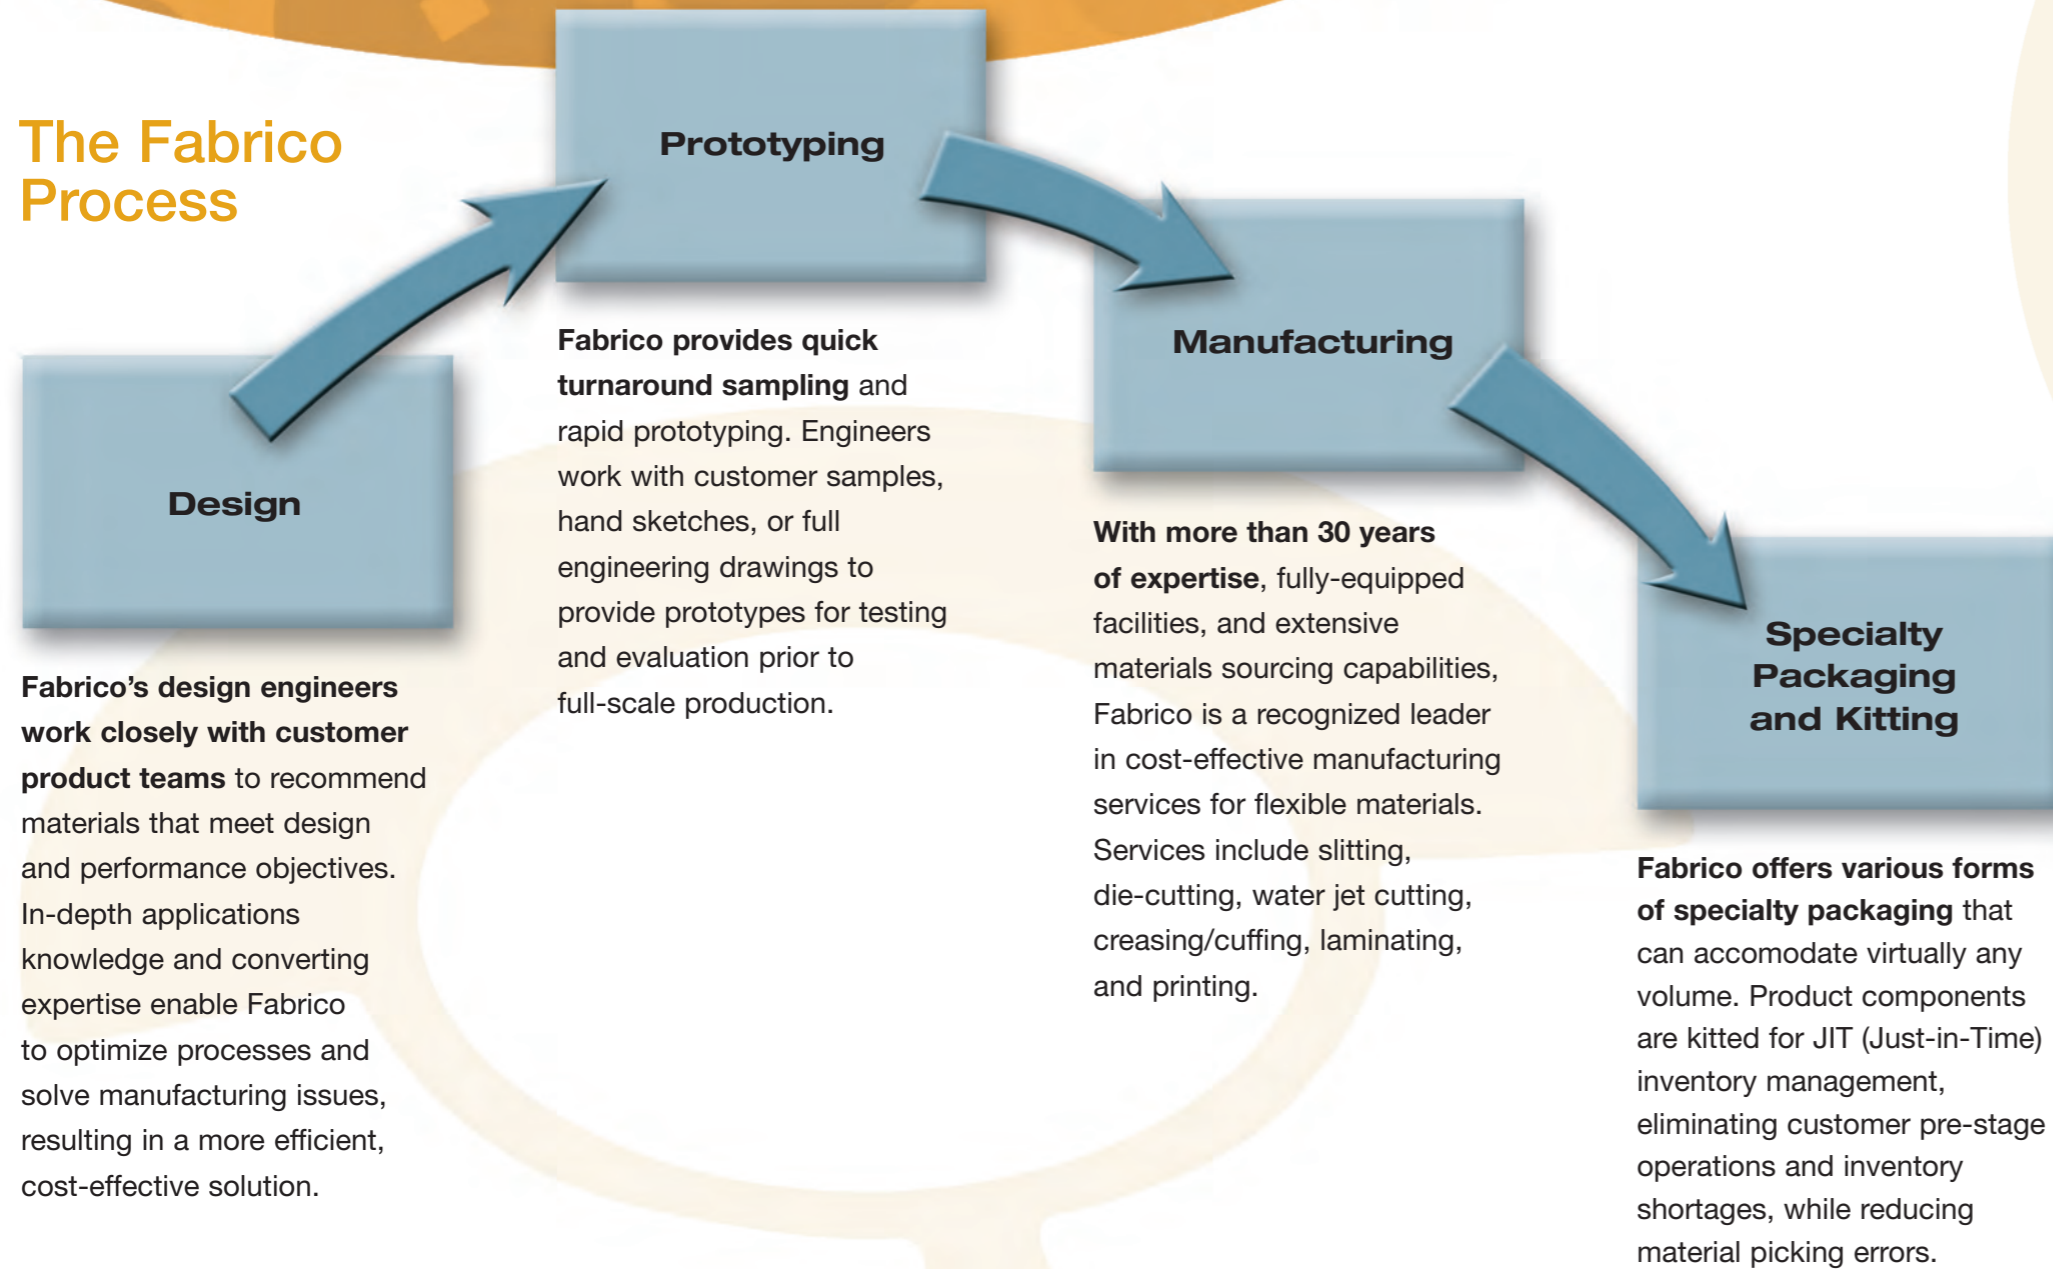 The Fabrico
Process
Design
Fabrico’s design engineers
work closely with customer
product teams to recommend
materials that meet design
and performance objectives.
In-depth applications
knowledge and converting
expertise enable Fabrico
to optimize processes and
solve manufacturing issues,
resulting in a more efficient,
cost-effective solution.
Prototyping
Fabrico provides quick
turnaround sampling and
rapid prototyping. Engineers
work with customer samples,
hand sketches, or full
engineering drawings to
provide prototypes for testing
and evaluation prior to
full-scale production.
Manufacturing
With more than 30 years
of expertise, fully-equipped
facilities, and extensive
materials sourcing capabilities,
Fabrico is a recognized leader
in cost-effective manufacturing
services for flexible materials.
Services include slitting,
die-cutting, water jet cutting,
creasing/cuffing, laminating,
and printing.
Specialty
Packaging
and Kitting
Fabrico offers various forms
of specialty packaging that
can accomodate virtually any
volume. Product components
are kitted for JIT (Just-in-Time)
inventory management,
eliminating customer pre-stage
operations and inventory
shortages, while reducing
material picking errors.